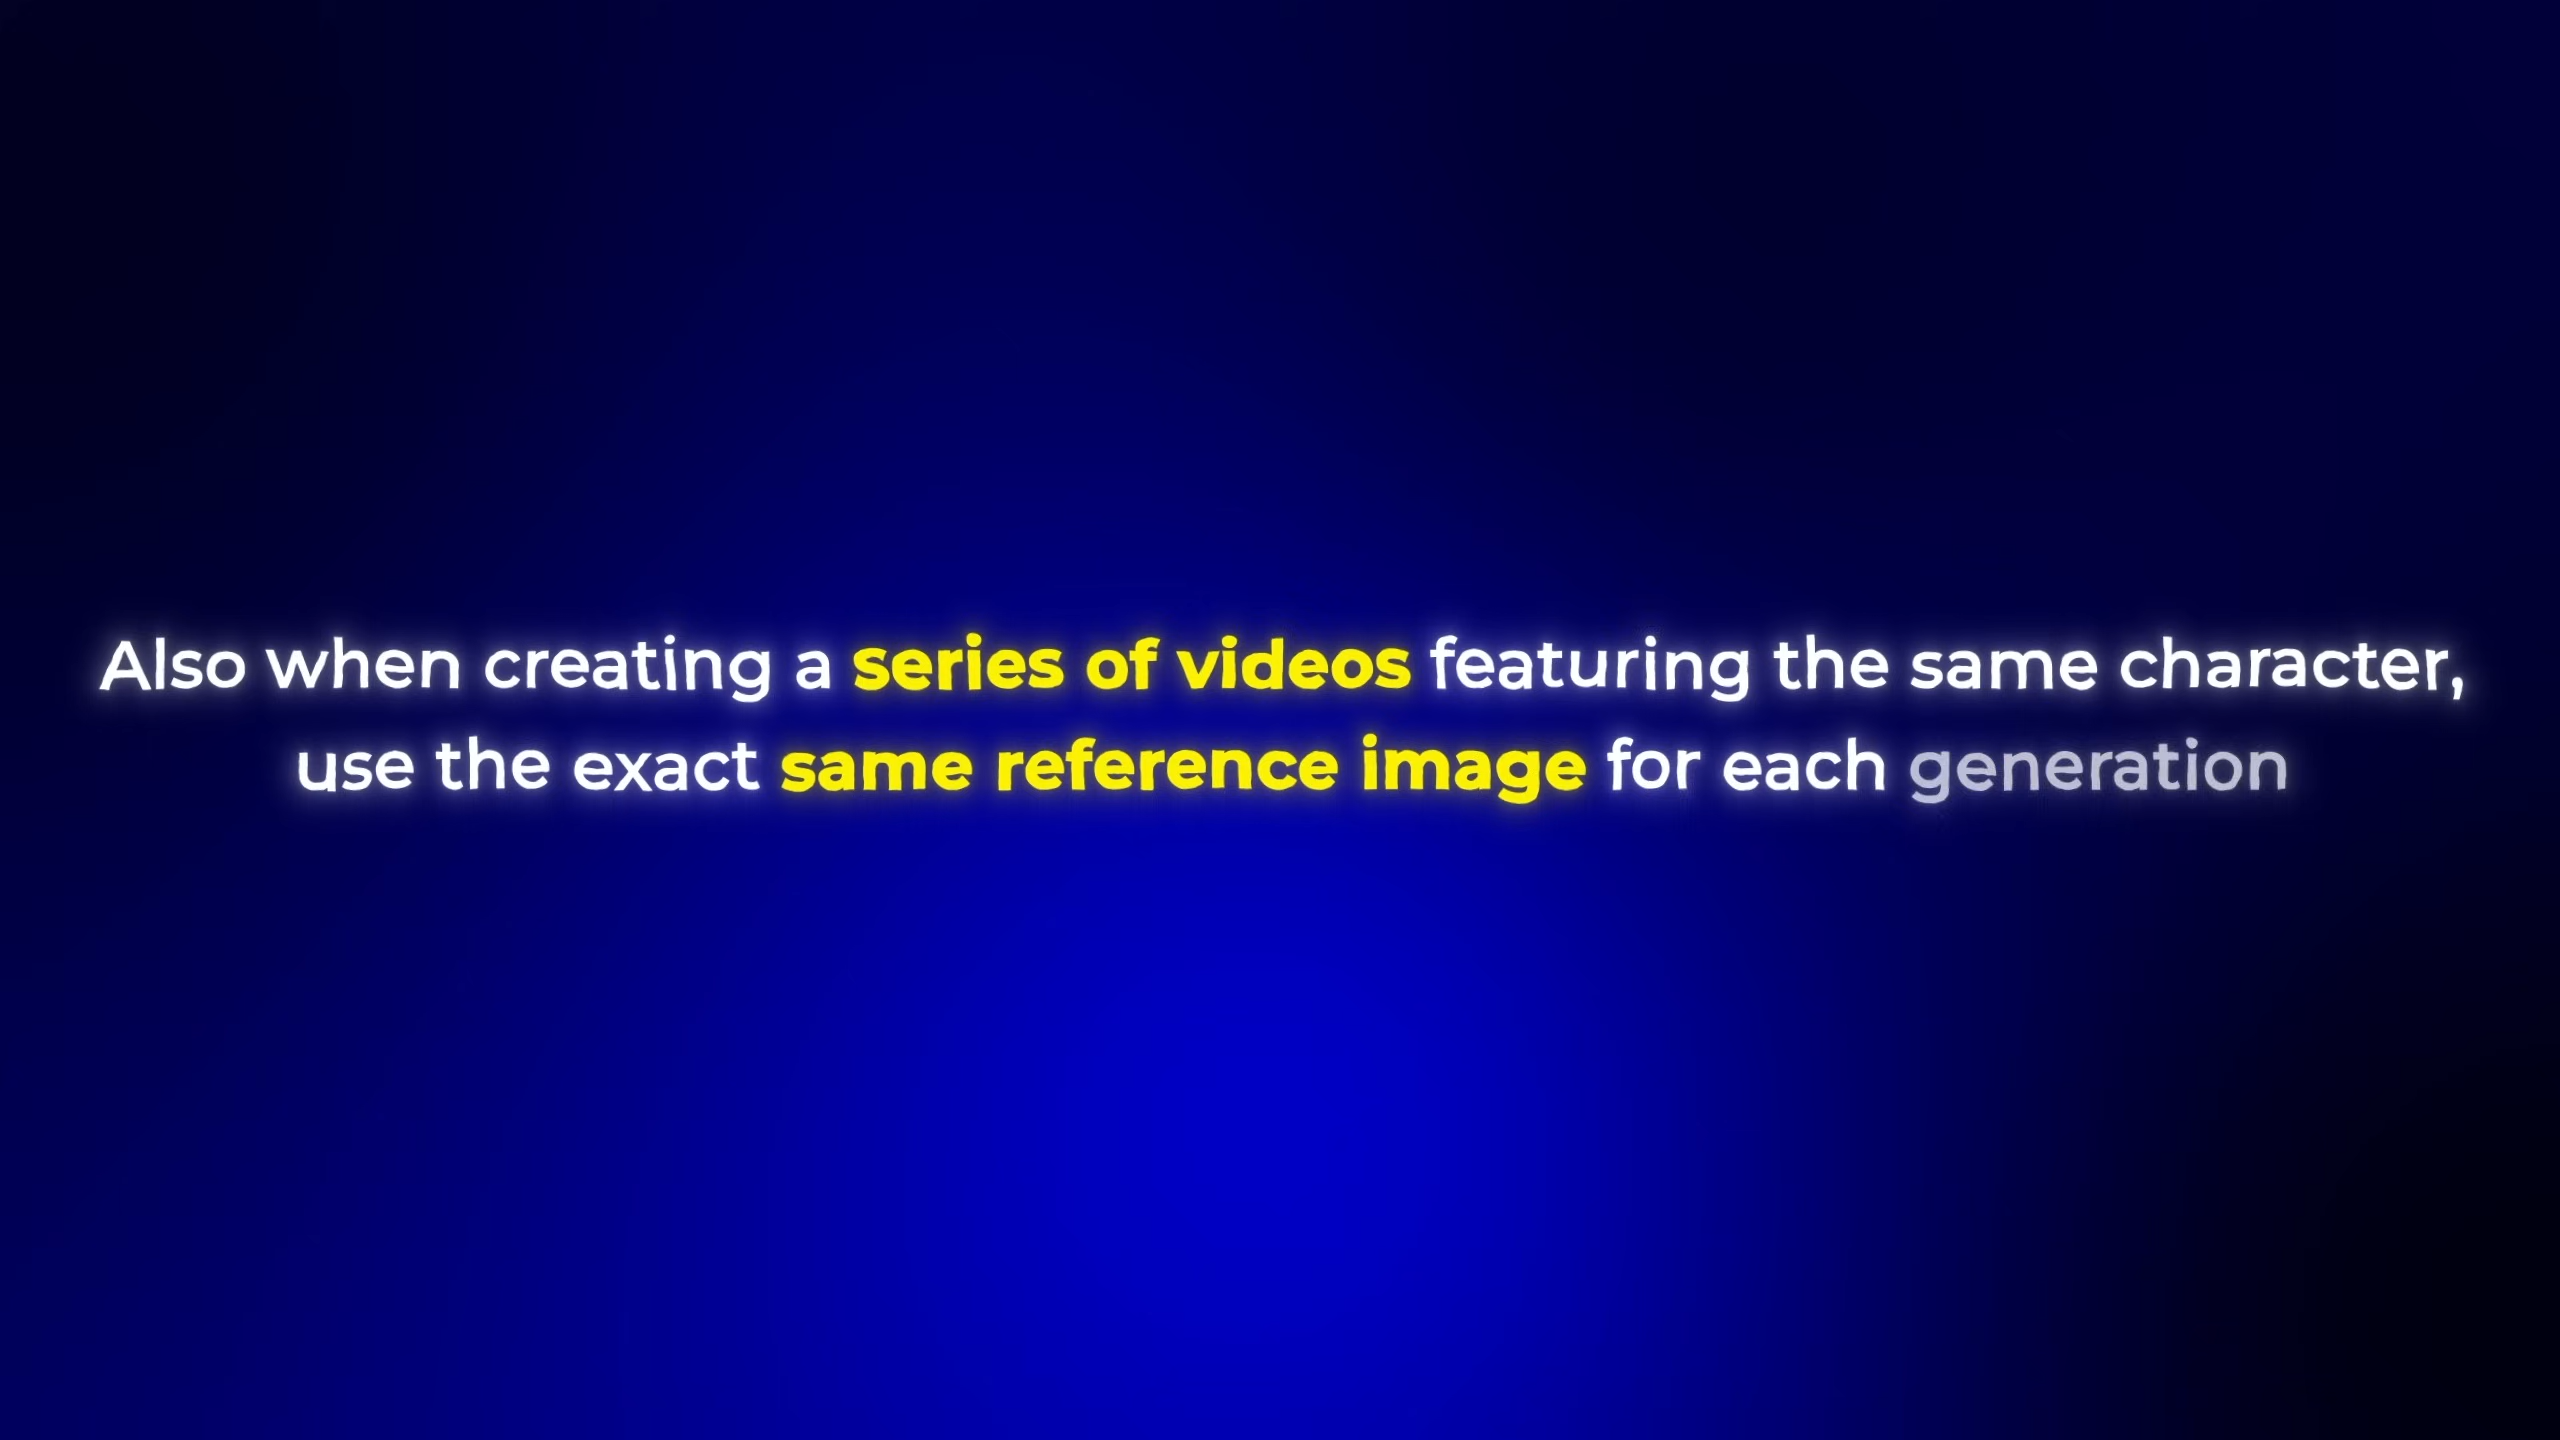 Also when creating a series of videos featuring the same character,
use the exact same reference image for each generation